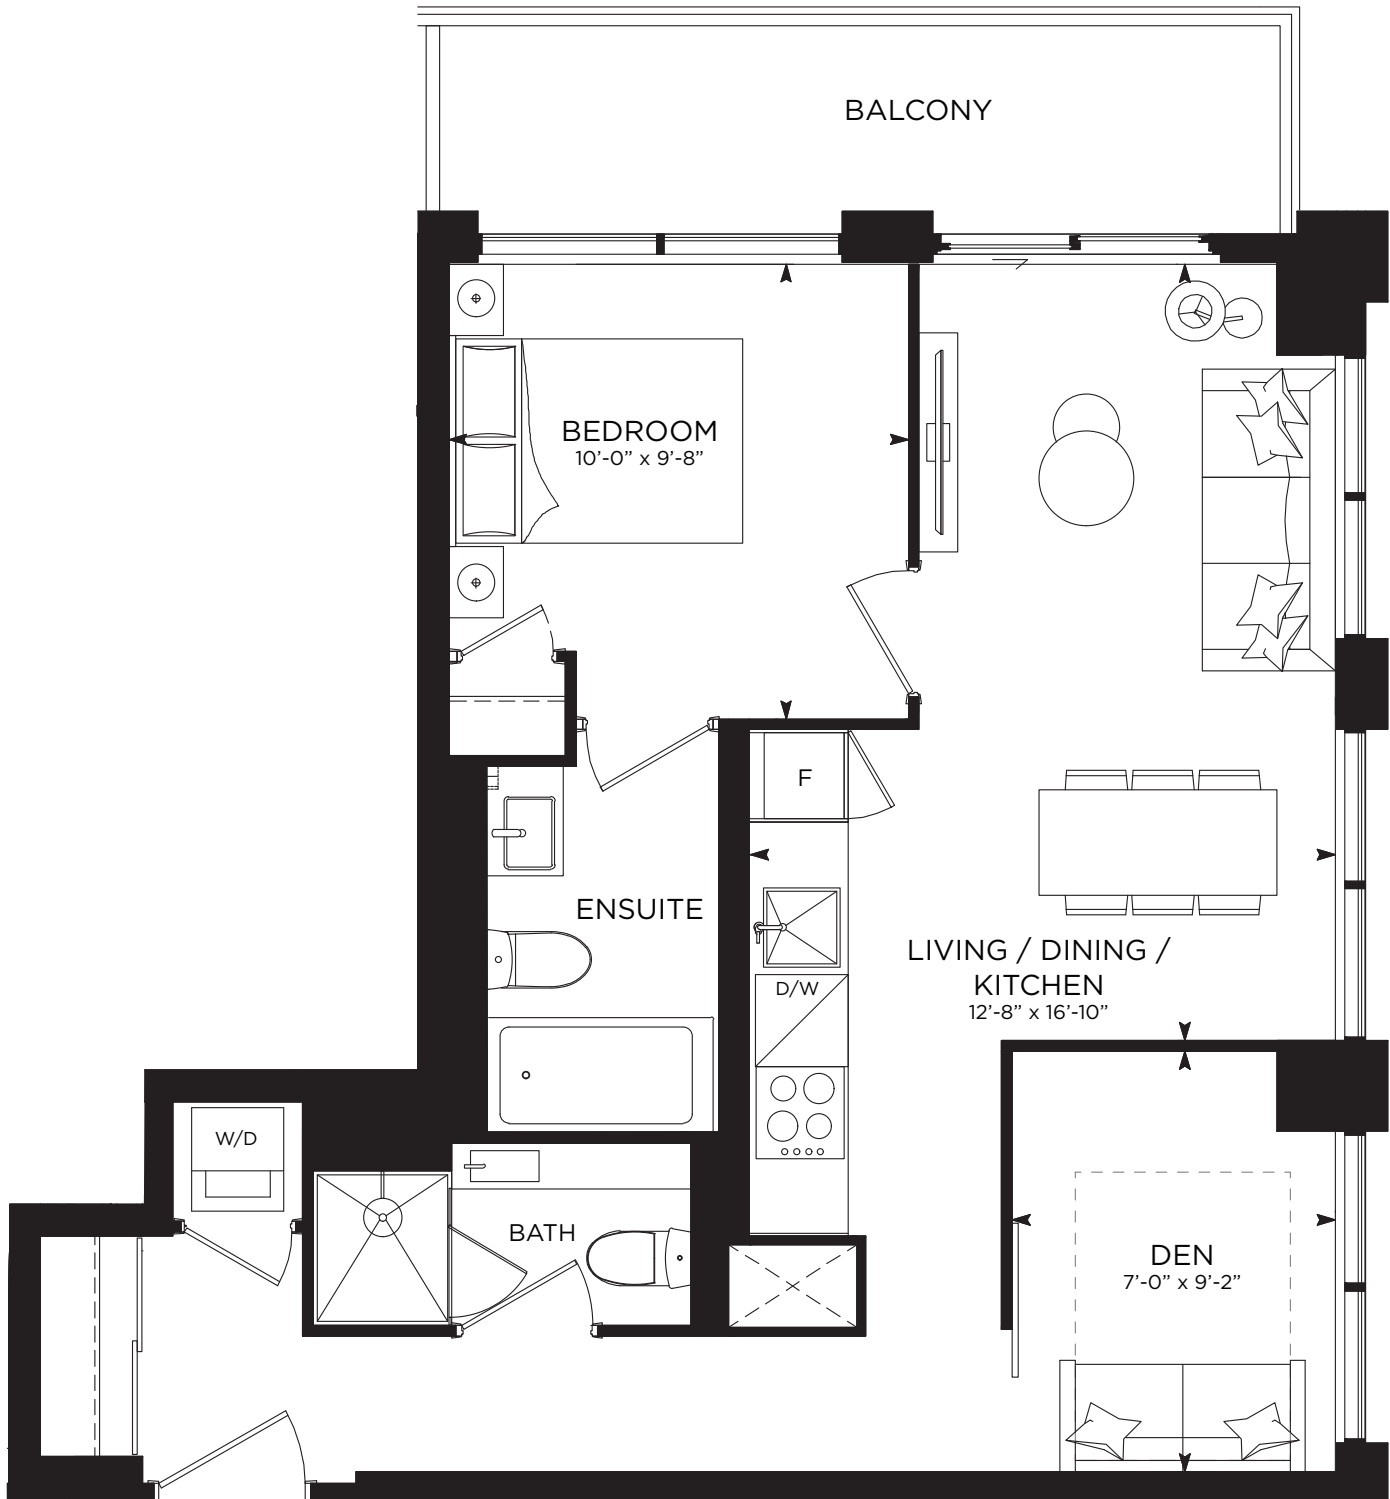 BALCONY
BEDROOM
10’-0” x 9’-8”
F
ENSUITE
LIVING / DINING /
KITCHEN
12’-8” x 16’-10”
D/W
W/D
BATH
DEN
7’-0” x 9’-2”